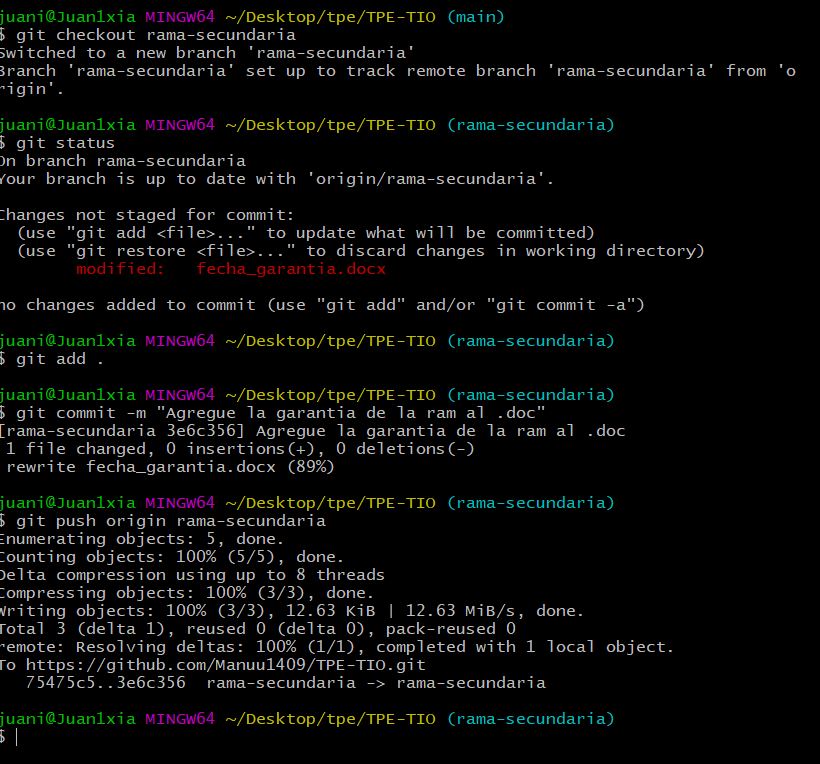 juani@Juan1xia MINGW64 ~/Desktop/tpe/TPE-TIO (main)
$ git checkout rama-secundaria
Switched to a new branch 'rama-secundaria'
Branch 'rama-secundaria' set up to track remote branch 'rama-secundaria' from 'o
rigin'.
juani@Juan1xia MINGW64 ~/Desktop/tpe/TPE-TIO (rama-secundaria)
$ git status
On branch rama-secundaria
Your branch is up to date with 'origin/rama-secundaria'.
Changes not staged for commit:
  (use "git add <file>..." to update what will be committed)
  (use "git restore <file>..." to discard changes in working directory)
        modified:   fecha_garantia.docx
no changes added to commit (use "git add" and/or "git commit -a")
juani@Juan1xia MINGW64 ~/Desktop/tpe/TPE-TIO (rama-secundaria)
$ git add .
juani@Juan1xia MINGW64 ~/Desktop/tpe/TPE-TIO (rama-secundaria)
$ git commit -m "Agregue la garantia de la ram al .doc"
[rama-secundaria 3e6c356] Agregue la garantia de la ram al .doc
 1 file changed, 0 insertions(+), 0 deletions(-)
 rewrite fecha_garantia.docx (89%)
juani@Juan1xia MINGW64 ~/Desktop/tpe/TPE-TIO (rama-secundaria)
$ git push origin rama-secundaria
Enumerating objects: 5, done.
Counting objects: 100% (5/5), done.
Delta compression using up to 8 threads
Compressing objects: 100% (3/3), done.
Writing objects: 100% (3/3), 12.63 KiB | 12.63 MiB/s, done.
Total 3 (delta 1), reused 0 (delta 0), pack-reused 0
remote: Resolving deltas: 100% (1/1), completed with 1 local object.
To https://github.com/Manuu1409/TPE-TIO.git
   75475c5..3e6c356  rama-secundaria -> rama-secundaria
juani@Juan1xia MINGW64 ~/Desktop/tpe/TPE-TIO (rama-secundaria)
$